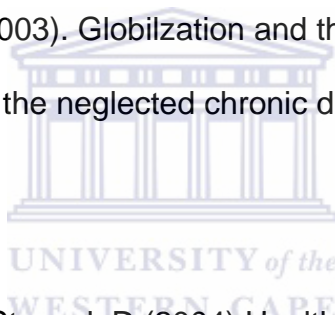 003). Globilzation and th
the neglected chronic d
UNIVERSITY of the
WESTERN CAPE
D (2004) Health